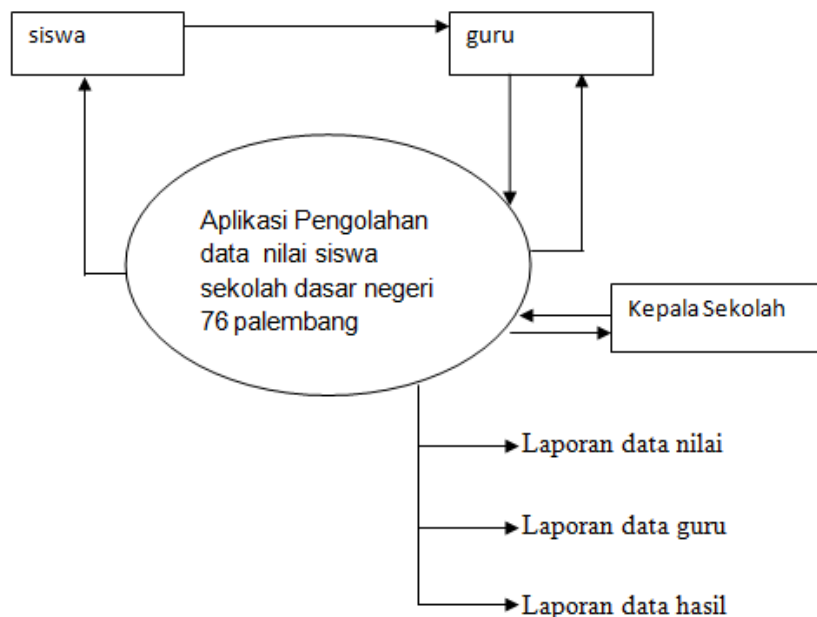 siswa
guru
Aplikasi Pengolahan
data nilai siswa
sekolah dasar negeri
76 palembang
Kepala Sekolah
Laporan data nilai
Laporan data guru
Laporan data hasil